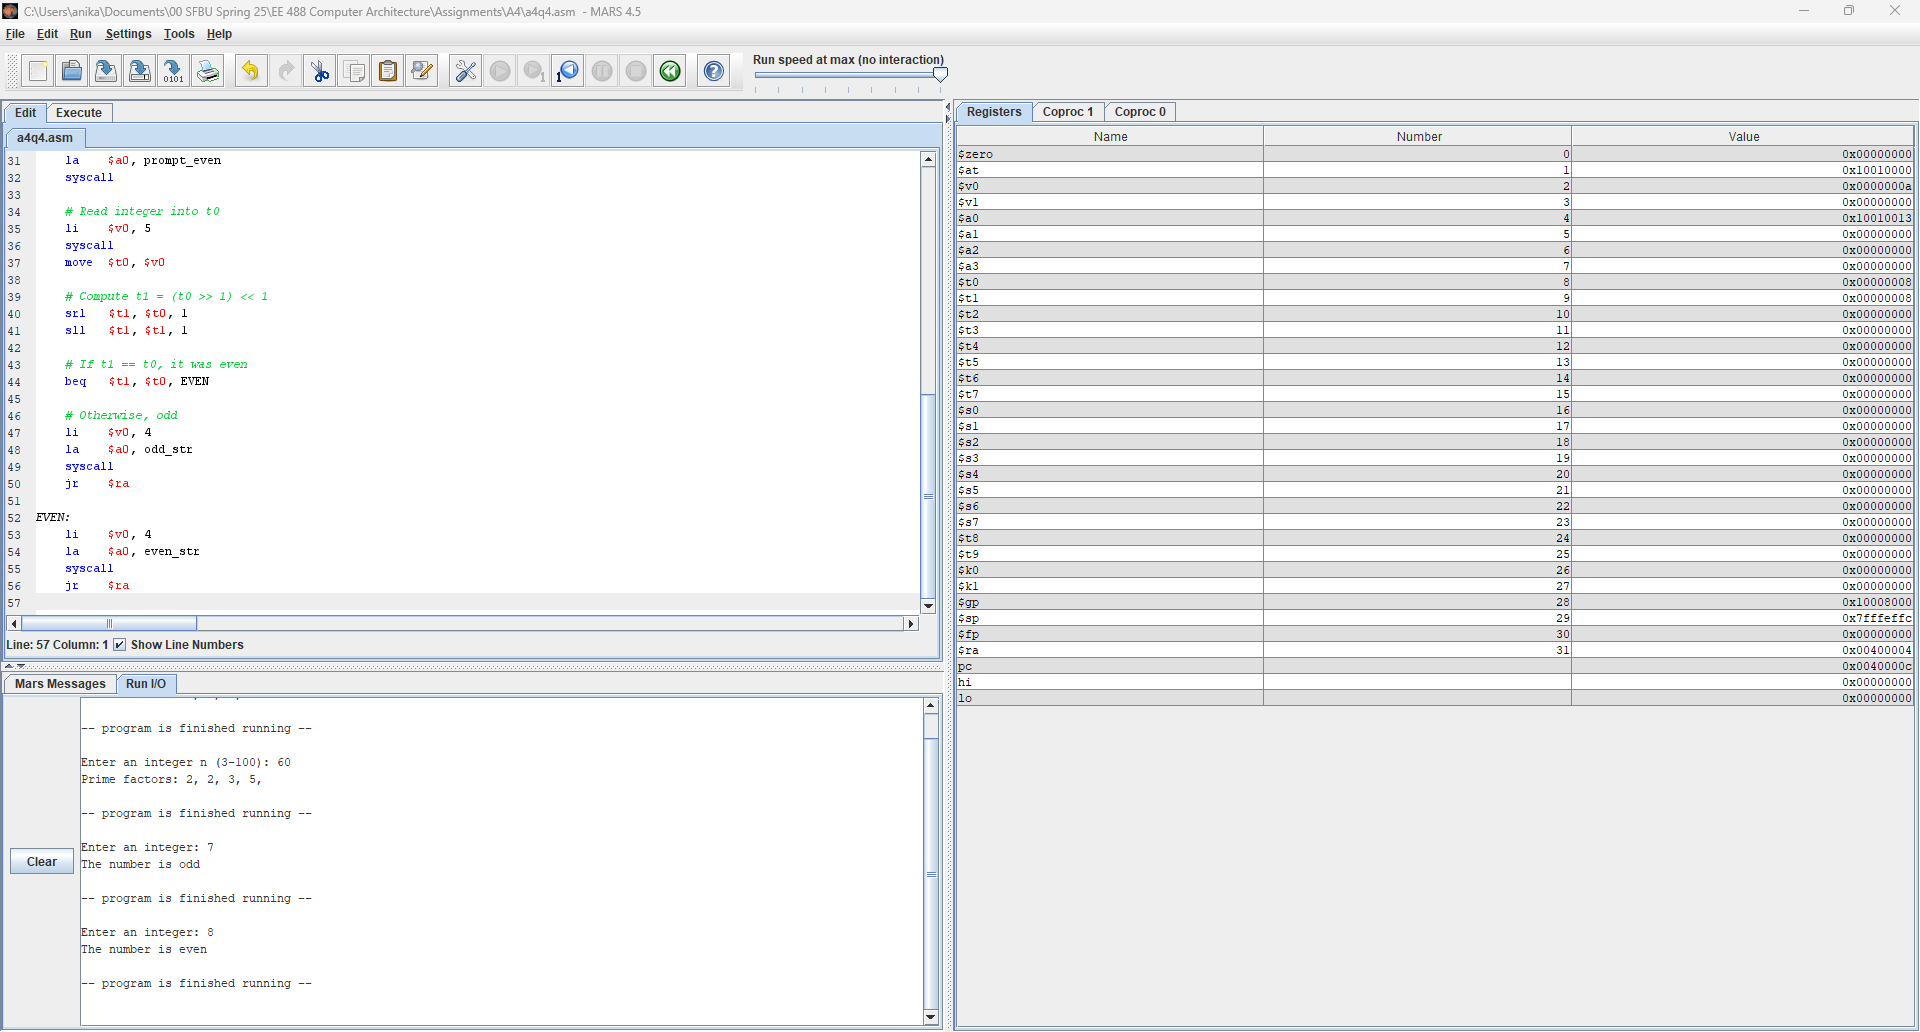 C:\Users\anika\Documents\00 SFBU Spring 25\EE 488 Computer Architecture\Assignments\A4\a4q4.asm - MARS 4.5
File Edit Run Settings Tools Help
Run speed at max (no interaction)
Edit Execute
a4q4.asm
31 la $a0, prompt_even
32 syscall
33
34 # Read integer into t0
35 li $v0, 5
36 syscall
37 move $t0, $v0
38
39 # Compute t1 = (t0 >> 1) << 1
40 srl $t1, $t0, 1
41 sll $t1, $t1, 1
42
43 # If t1 == t0, it was even
44 beq $t1, $t0, EVEN
45
46 # Otherwise, odd
47 li $v0, 4
48 la $a0, odd_str
49 syscall
50 jr $ra
51
52 EVEN:
53 li $v0, 4
54 la $a0, even_str
55 syscall
56 jr $ra
57
Line: 57 Column: 1 Show Line Numbers
Mars Messages Run I/O
-- program is finished running --
Enter an integer n (3-100): 60
Prime factors: 2, 2, 3, 5,
-- program is finished running --
Enter an integer: 7
The number is odd
-- program is finished running --
Enter an integer: 8
The number is even
-- program is finished running --
Clear
Registers Coproc 1 Coproc 0
Name Number Value
$zero 0 0x00000000
$at 1 0x10010000
$v0 2 0x0000000a
$v1 3 0x00000000
$a0 4 0x10010013
$a1 5 0x00000000
$a2 6 0x00000000
$a3 7 0x00000000
$t0 8 0x00000008
$t1 9 0x00000008
$t2 10 0x00000000
$t3 11 0x00000000
$t4 12 0x00000000
$t5 13 0x00000000
$t6 14 0x00000000
$t7 15 0x00000000
$s0 16 0x00000000
$s1 17 0x00000000
$s2 18 0x00000000
$s3 19 0x00000000
$s4 20 0x00000000
$s5 21 0x00000000
$s6 22 0x00000000
$s7 23 0x00000000
$t8 24 0x00000000
$t9 25 0x00000000
$k0 26 0x00000000
$k1 27 0x00000000
$gp 28 0x10008000
$sp 29 0x7fffeffc
$fp 30 0x00000000
$ra 31 0x00400004
pc 0x0040000c
hi 0x00000000
lo 0x00000000